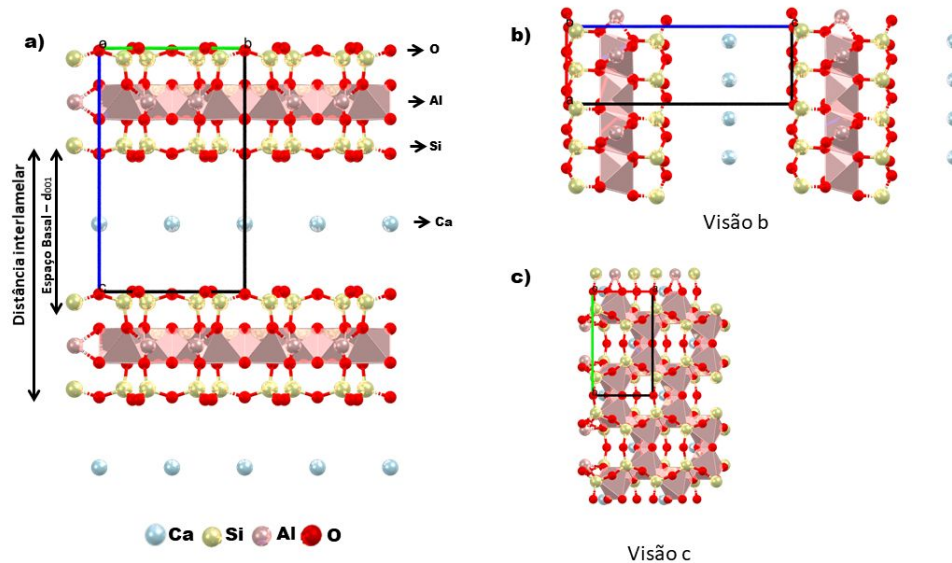 a)
a
b
O
Al
Si
Ca
c
Distância interlamelar
Espaço Basal – d001
Ca Si Al O
b)
a
Visão b
c)
Visão c